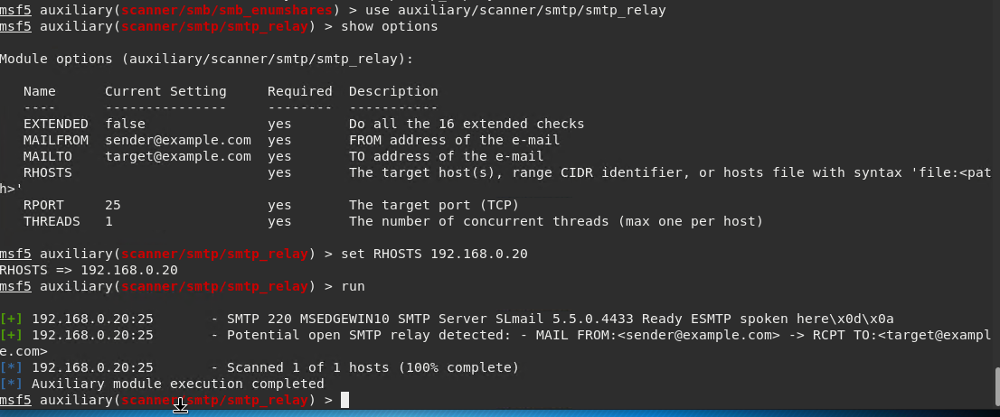 msf5 auxiliary(scanner/smb/smb_enumshares) > use auxiliary/scanner/smtp/smtp_relay
msf5 auxiliary(scanner/smtp/smtp_relay) > show options
Module options (auxiliary/scanner/smtp/smtp_relay):
Name      Current Setting     Required  Description
----      ---------------     --------  -----------
EXTENDED  false               yes       Do all the 16 extended checks
MAILFROM  sender@example.com  yes       FROM address of the e-mail
MAILTO    target@example.com  yes       TO address of the e-mail
RHOSTS                        yes       The target host(s), range CIDR identifier, or hosts file with syntax 'file:<pat
h>'
RPORT     25                  yes       The target port (TCP)
THREADS   1                   yes       The number of concurrent threads (max one per host)
msf5 auxiliary(scanner/smtp/smtp_relay) > set RHOSTS 192.168.0.20
RHOSTS => 192.168.0.20
msf5 auxiliary(scanner/smtp/smtp_relay) > run
[+] 192.168.0.20:25       - SMTP 220 MSEDGEWIN10 SMTP Server SLmail 5.5.0.4433 Ready ESMTP spoken here\x0d\x0a
[+] 192.168.0.20:25       - Potential open SMTP relay detected: - MAIL FROM:<sender@example.com> -> RCPT TO:<target@exampl
e.com>
[*] 192.168.0.20:25       - Scanned 1 of 1 hosts (100% complete)
[*] Auxiliary module execution completed
msf5 auxiliary(scanner/smtp/smtp_relay) >